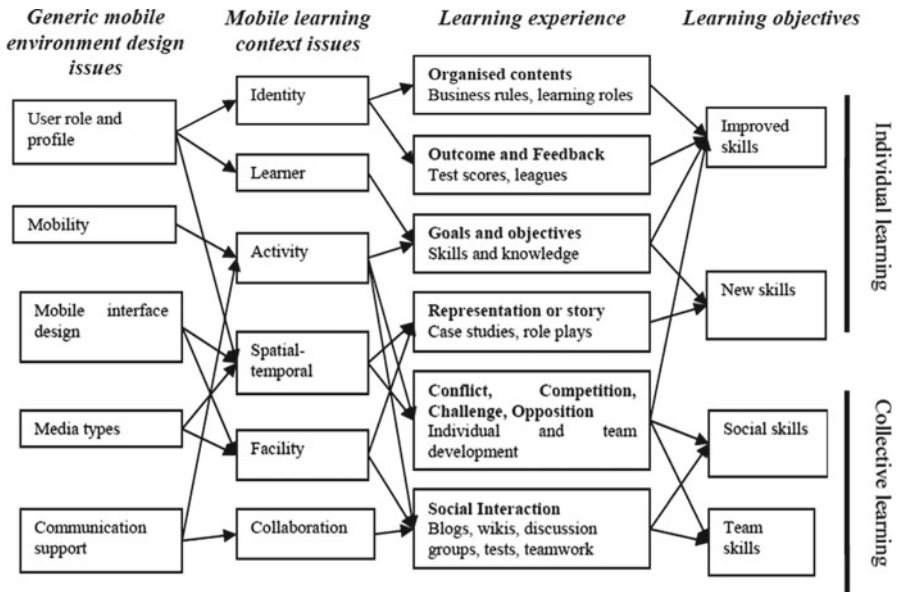 Generic mobile
environment design
issues
Mobile learning
context issues
Learning experience
Learning objectives
User role and
profile
Mobility
Mobile interface
design
Media types
Communication
support
Identity
Learner
Activity
Spatial-
temporal
Facility
Collaboration
Organised contents
Business rules, learning roles
Outcome and Feedback
Test scores, leagues
Goals and objectives
Skills and knowledge
Representation or story
Case studies, role plays
Conflict, Competition,
Challenge, Opposition
Individual and team
development
Social Interaction
Blogs, wikis, discussion
groups, tests, teamwork
Improved
skills
New skills
Social skills
Team
skills
Individual learning
Collective learning